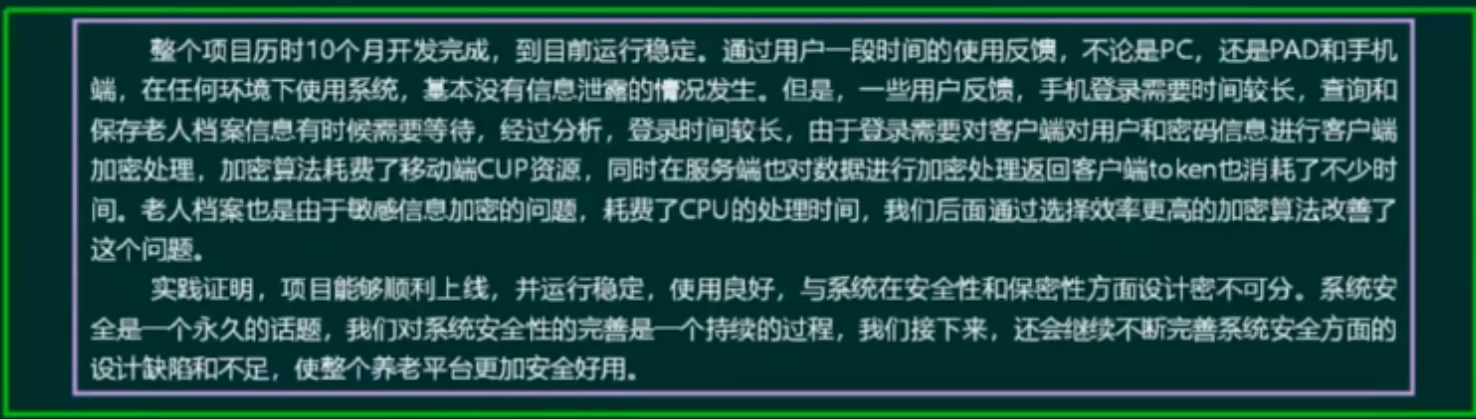 整个项目历时10个月开发完成，到目前运行稳定。通过用户一段时间的使用反馈，不论是PC，还是PAD和手机
端，在任何环境下使用系统，基本没有信息泄露的情况发生。但是，一些用户反馈，手机登录需要时间较长，查询和
保存老人档案信息有时候需要等待，经过分析，登录时间较长，由于登录需要对客户端对用户和密码信息进行客户端
加密处理，加密算法耗费了移动端CUP资源，同时在服务端也对数据进行加密处理返回客户端token也消耗了不少时
间。老人档案也是由于敏感信息加密的问题，耗费了CPU的处理时间，我们后面通过选择效率更高的加密算法改善了
这个问题。
实践证明，项目能够顺利上线，并运行稳定，使用良好，与系统在安全性和保密性方面设计密不可分。系统安
全是一个永久的话题，我们对系统安全性的完善是一个持续的过程，我们接下来，还会继续不断完善系统安全方面的
设计缺陷和不足，使整个养老平台更加安全好用。